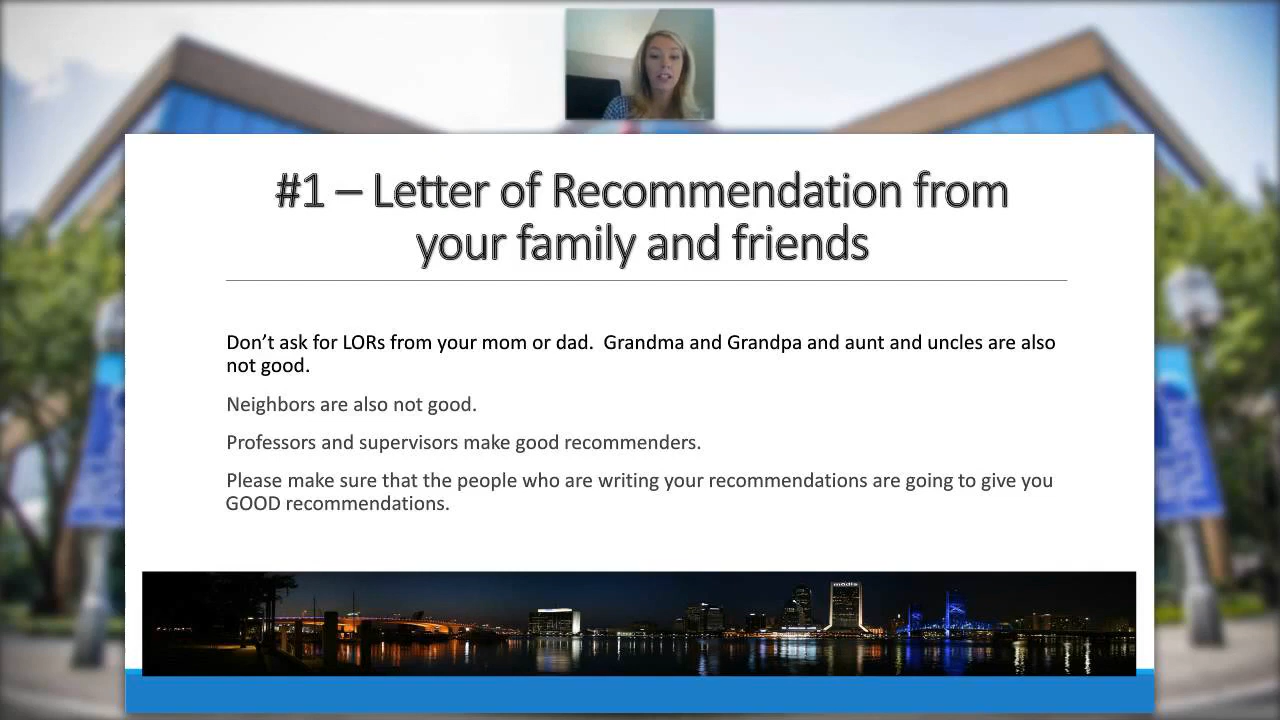 #1 – Letter of Recommendation from
your family and friends
Don’t ask for LORs from your mom or dad.  Grandma and Grandpa and aunt and uncles are also
not good.
Neighbors are also not good.
Professors and supervisors make good recommenders.
Please make sure that the people who are writing your recommendations are going to give you
GOOD recommendations.
modis